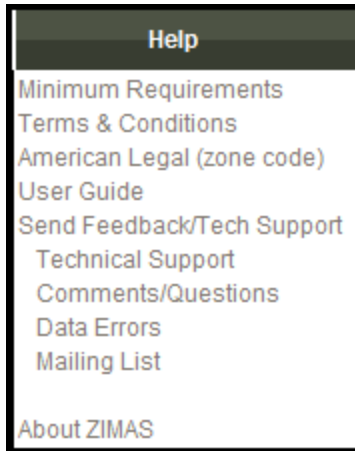 Help
Minimum Requirements
Terms & Conditions
American Legal (zone code)
User Guide
Send Feedback/Tech Support
Technical Support
Comments/Questions
Data Errors
Mailing List
About ZIMAS